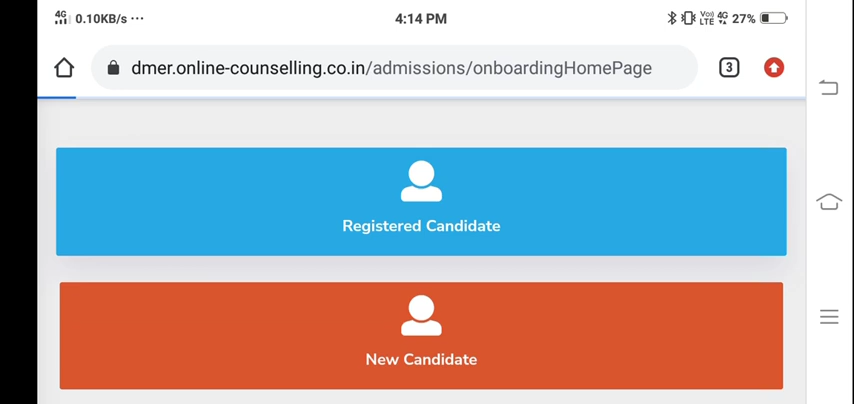 4G 0.10KB/s ··· 4:14 PM Vo) LTE 4G 27%
dmer.online-counselling.co.in/admissions/onboardingHomePage 3
Registered Candidate
New Candidate